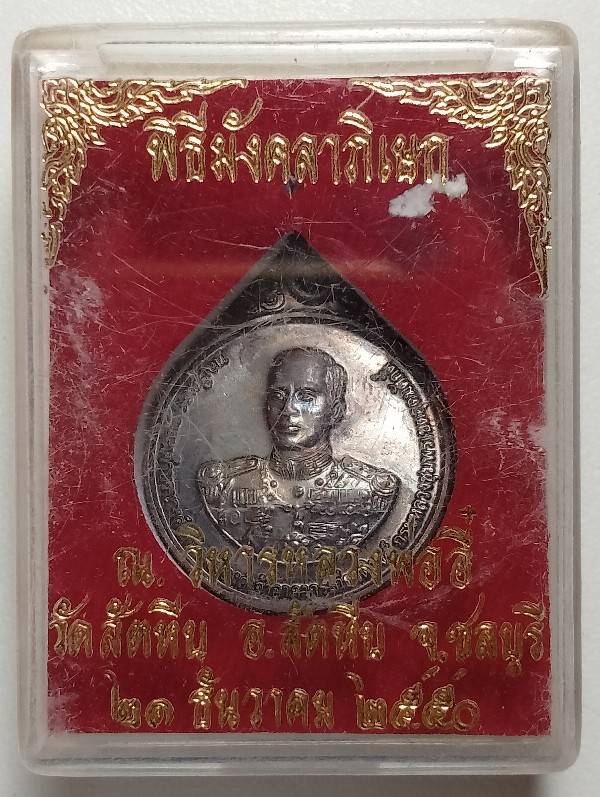 พิธีมังคลาภิเษก
ณ. วิหารหลวงพ่ออี๋
วัดสัตหีบ อ.สัตหีบ จ.ชลบุรี
๒๑ ธันวาคม ๒๕๕๐